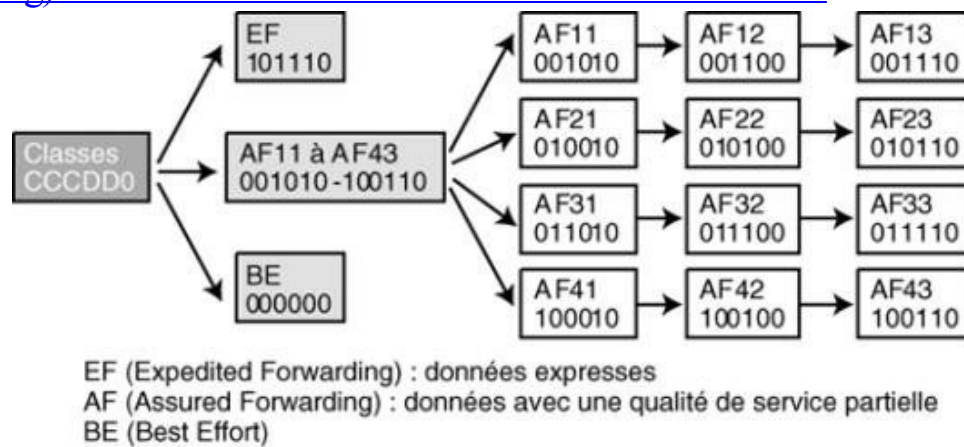 EF
101110
AF11
001010
AF12
001100
AF13
001110
Classes
CCCDD0
AF11 à AF43
001010-100110
AF21
010010
AF22
010100
AF23
010110
AF31
011010
AF32
011100
AF33
011110
BE
000000
AF41
100010
AF42
100100
AF43
100110
EF (Expedited Forwarding) : données expresses
AF (Assured Forwarding) : données avec une qualité de service partielle
BE (Best Effort)